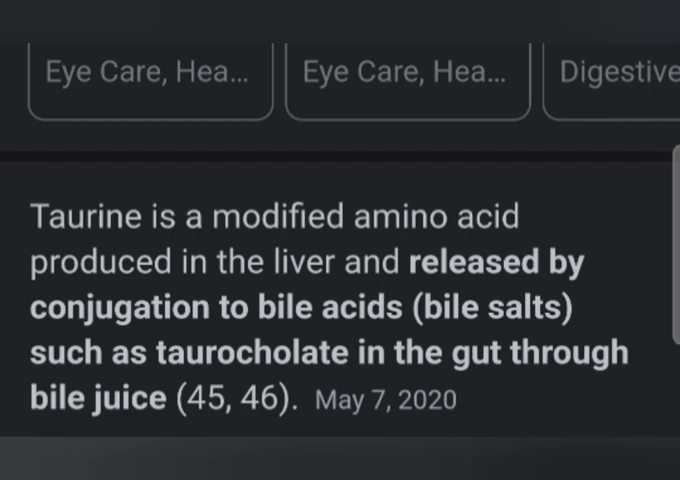 Eye Care, Hea...
Eye Care, Hea...
Digestive
Taurine is a modified amino acid
produced in the liver and released by
conjugation to bile acids (bile salts)
such as taurocholate in the gut through
bile juice (45, 46). May 7, 2020